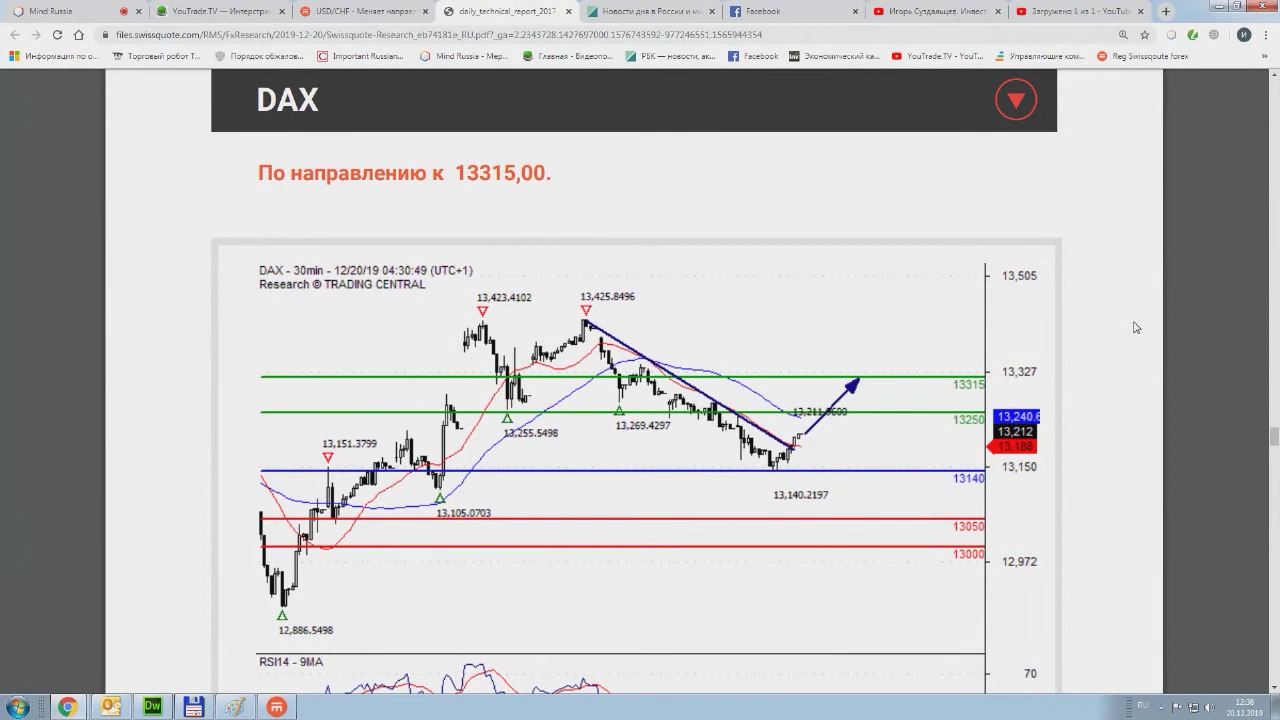 Mind Russia
YouTrade.TV — Интерстри
USD/CHF - Меняет направ
daily_technical_report_2017
Новости дня в России и ми
Facebook
Игорь Суздальцев. Инвест
Загружено 1 из 1 - YouTub
files.swissquote.com/RMS/FxResearch/2019-12-20/Swissquote-Research_eb74181e_RU.pdf?_ga=2.2343728.1427697000.1576743592-977246551.1565944354
Информация по о...
Торговый робот Т...
Порядок обжалов...
Important Russian...
Mind Russia - Мер...
Главная - Видеопо...
РБК — новости, ак...
Facebook
Экономический ка...
YouTrade.TV - YouT...
Управляющие ком...
Reg Swissqoute forex
DAX
По направлению к 13315,00.
DAX - 30min - 12/20/19 04:30:49 (UTC+1)
Research © TRADING CENTRAL
13,505
13,423.4102
13,425.8496
13,327
13315
13,211.9600
13250
13,240.6
13,255.5498
13,269.4297
13,212
13,151.3799
13,188
13,150
13140
13,140.2197
13,105.0703
13050
13000
12,972
12,886.5498
RSI14 - 9MA
70
RU
12:38
20.12.2019